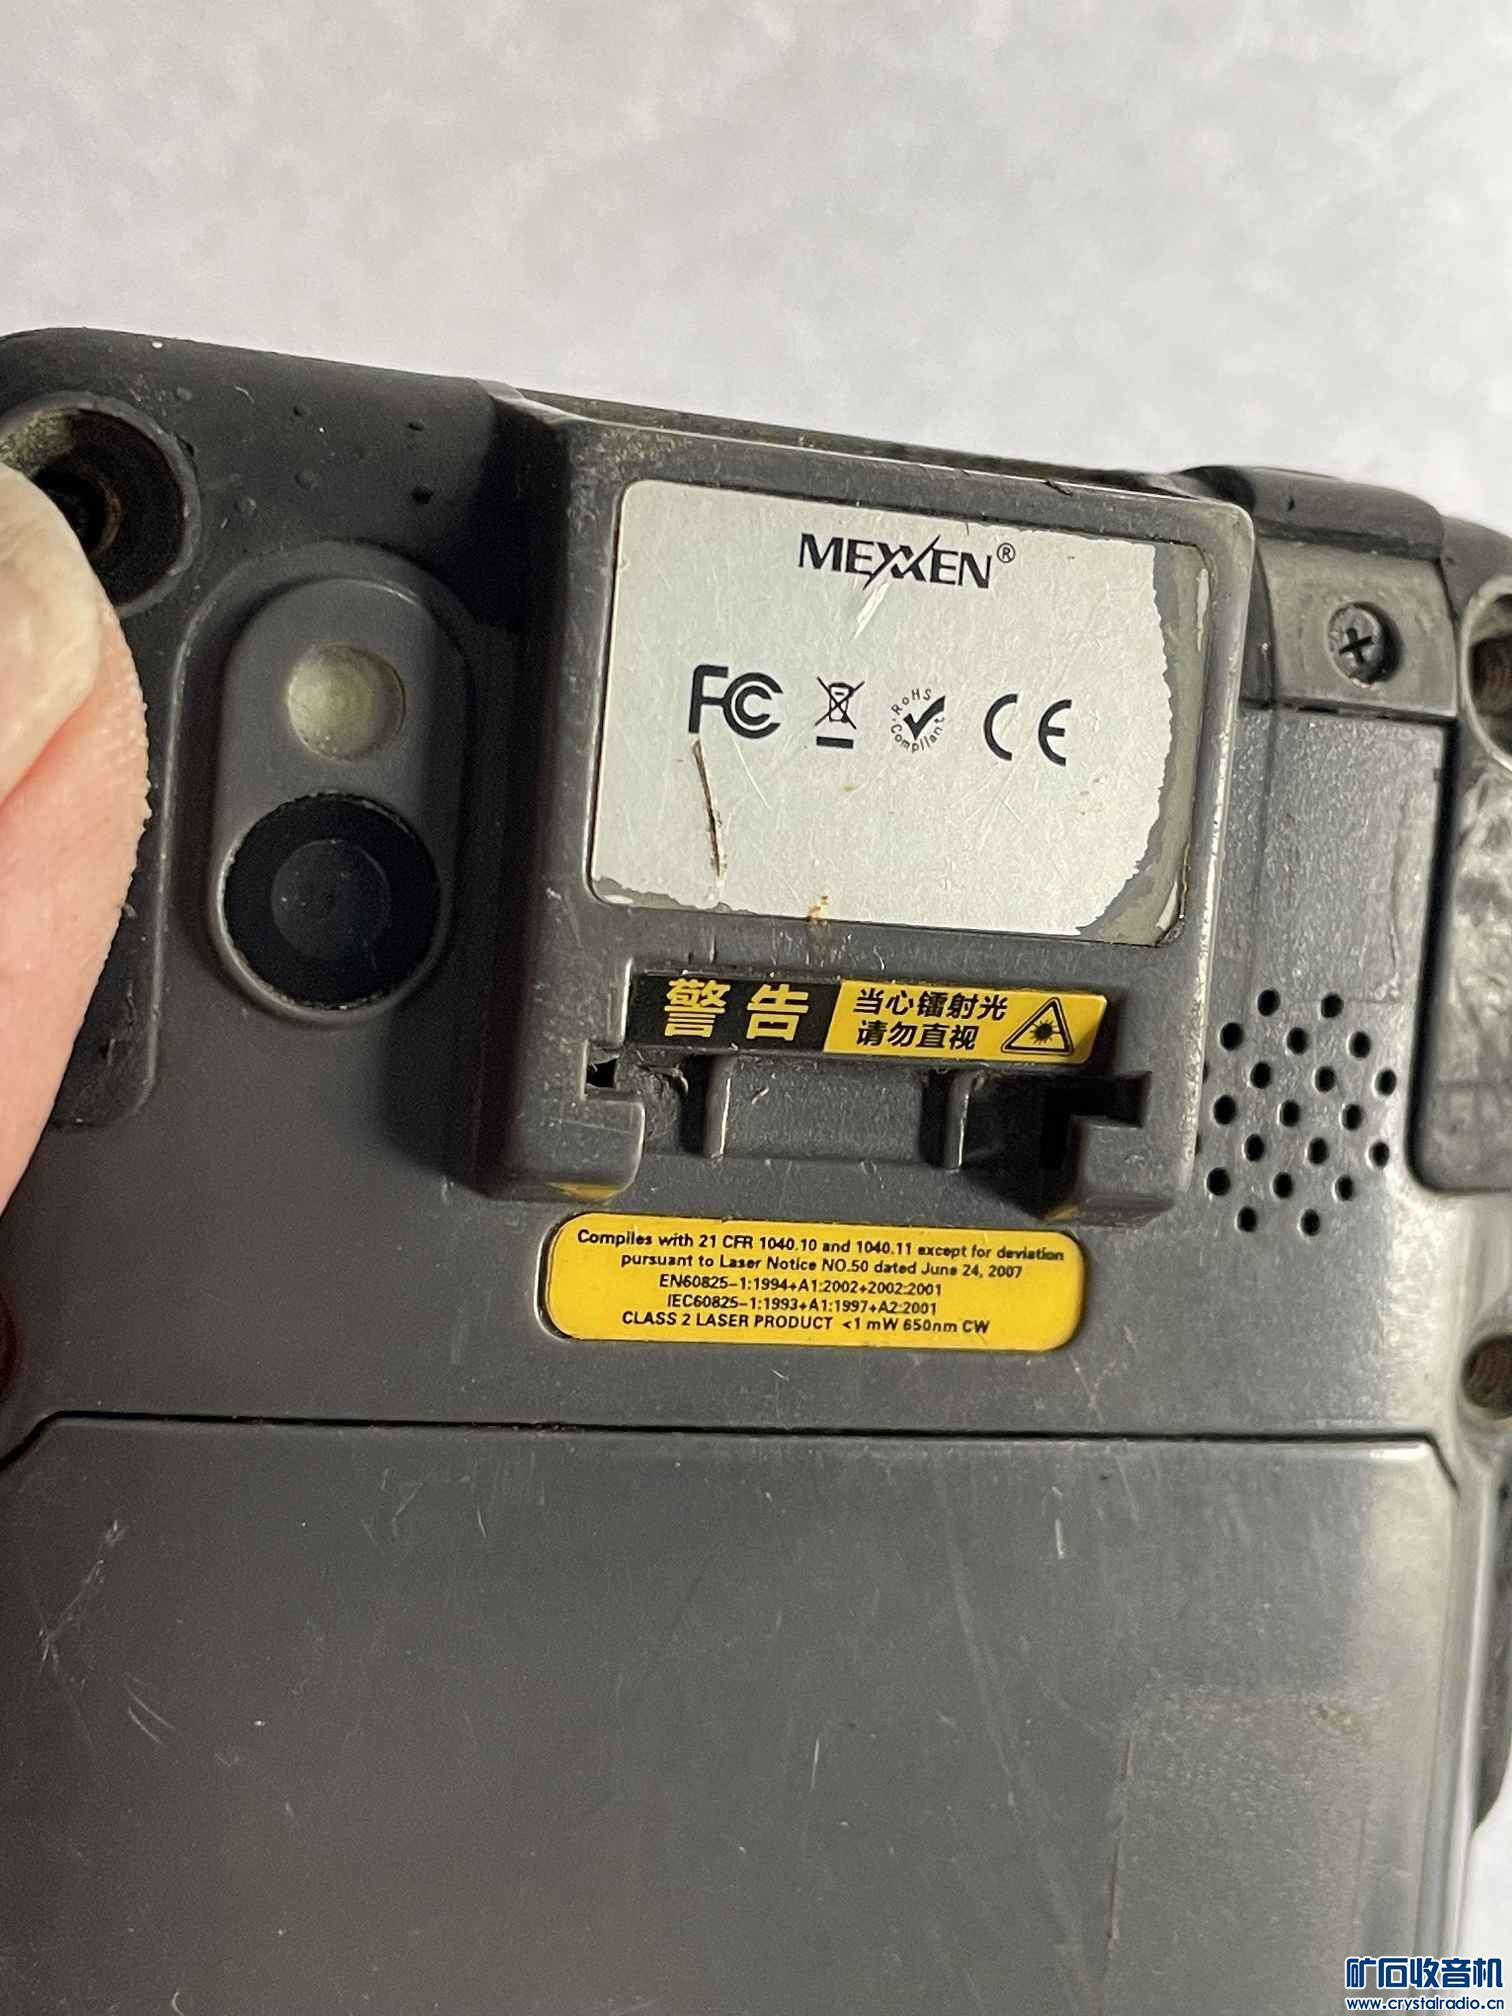 MEXXEN®
FC
RoHS
Compliant
CE
警告
当心镭射光
请勿直视
Compiles with 21 CFR 1040.10 and 1040.11 except for deviation
pursuant to Laser Notice NO.50 dated June 24, 2007
EN60825-1:1994+A1:2002+2002:2001
IEC60825-1:1993+A1:1997+A2:2001
CLASS 2 LASER PRODUCT <1 mW 650nm CW
矿石收音机
www.crystalradio.cn